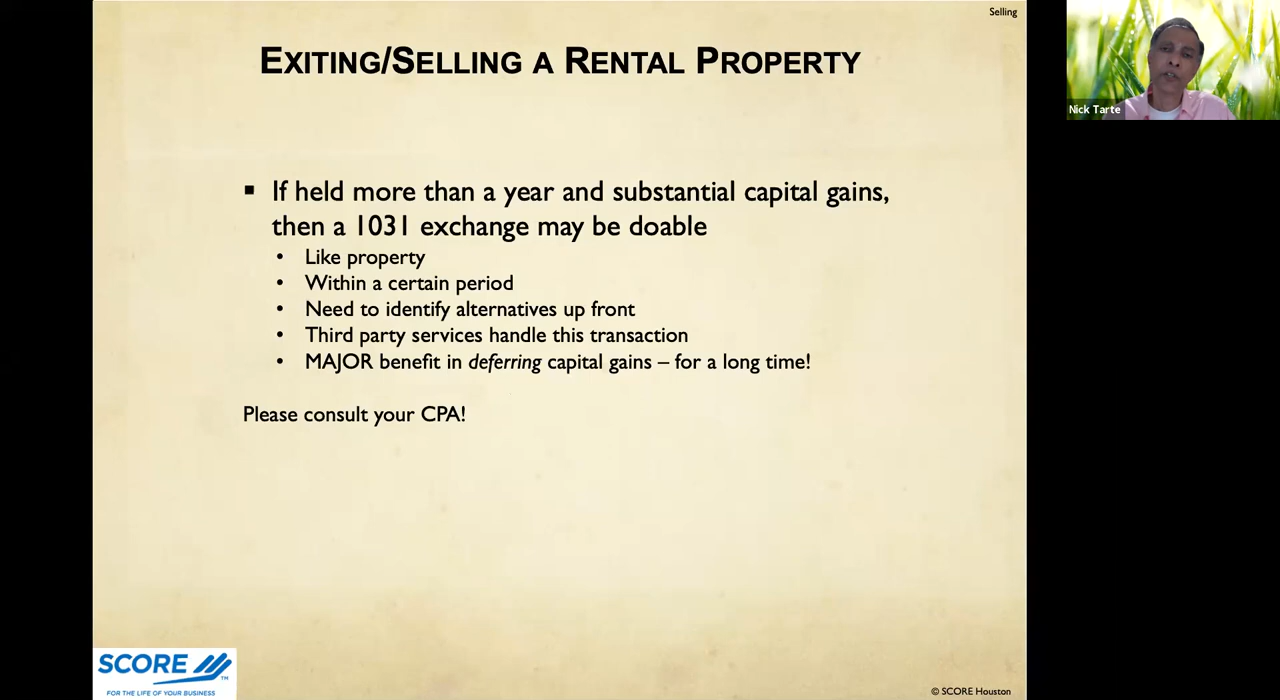 Selling
EXITING/SELLING A RENTAL PROPERTY
Nick Tarte
▪ If held more than a year and substantial capital gains,
then a 1031 exchange may be doable
• Like property
• Within a certain period
• Need to identify alternatives up front
• Third party services handle this transaction
• MAJOR benefit in deferring capital gains – for a long time!
Please consult your CPA!
SCORE TM
FOR THE LIFE OF YOUR BUSINESS
© SCORE Houston